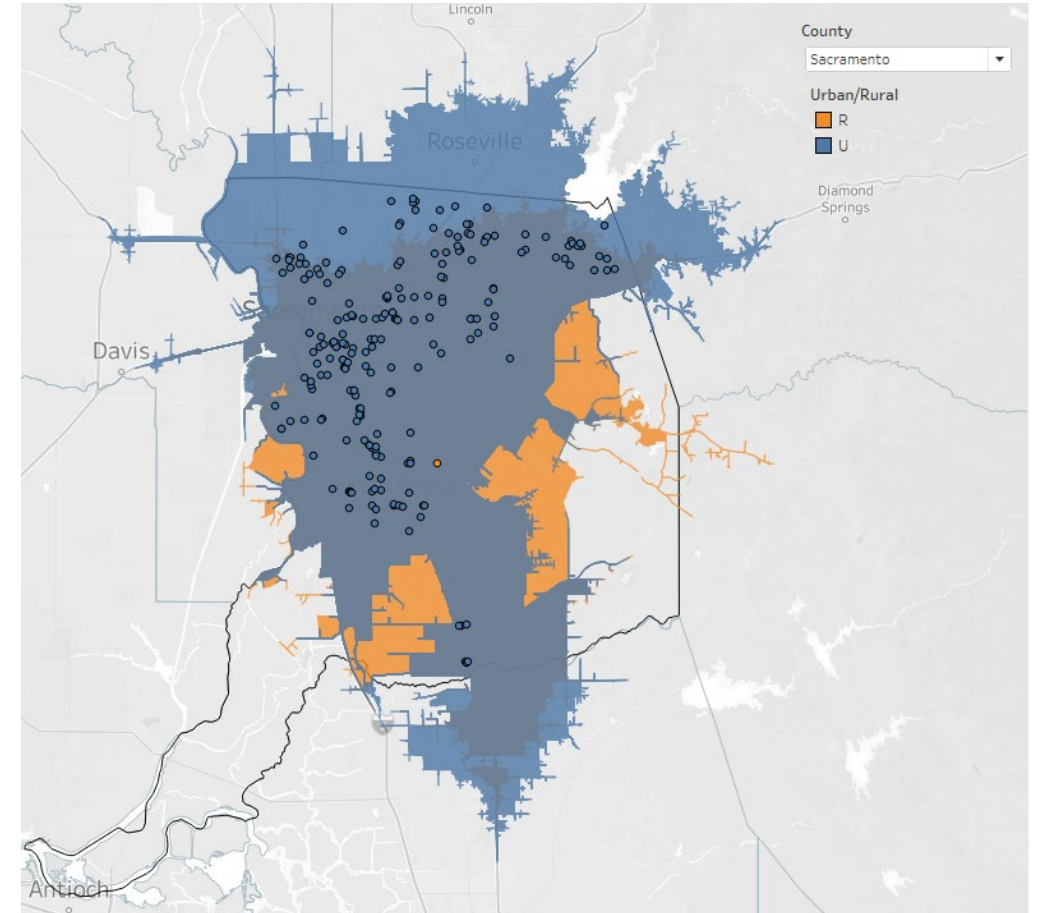 Lincoln
County
Sacramento
Urban/Rural
R
U
Roseville
Diamond
Springs
Davis
Antioch